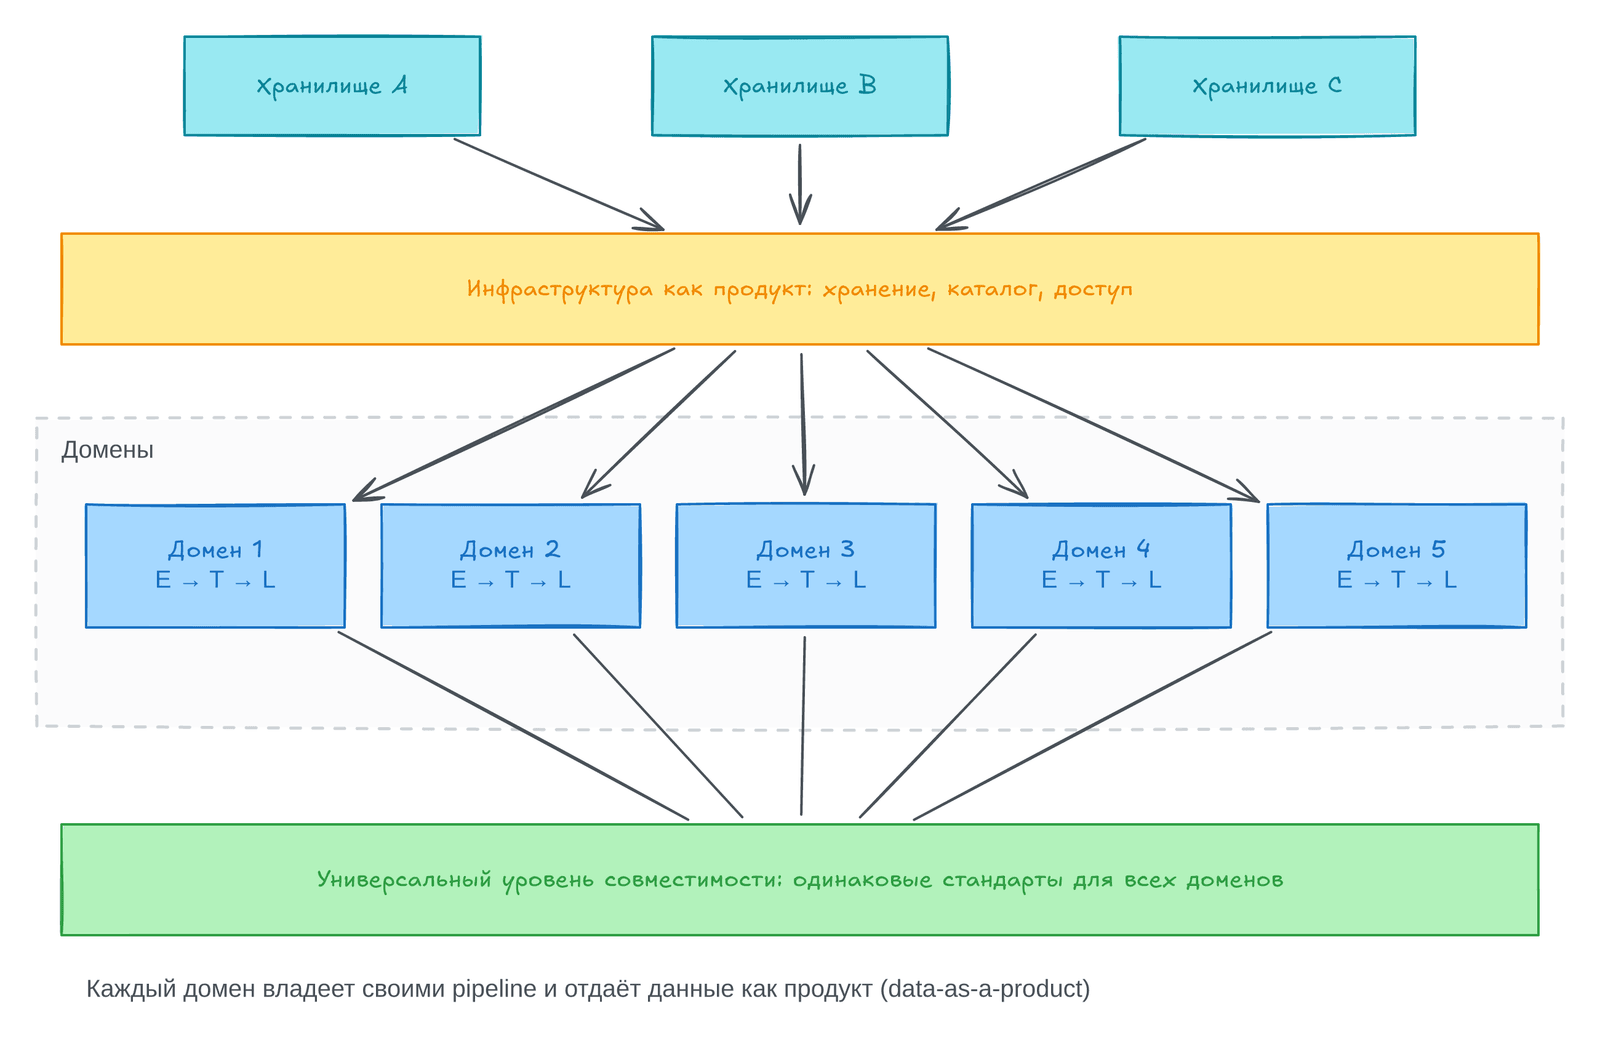 Хранилище A
Хранилище B
Хранилище C
Инфраструктура как продукт: хранение, каталог, доступ
Домены
Домен 1
E → T → L
Домен 2
E → T → L
Домен 3
E → T → L
Домен 4
E → T → L
Домен 5
E → T → L
Универсальный уровень совместимости: одинаковые стандарты для всех доменов
Каждый домен владеет своими pipeline и отдаёт данные как продукт (data-as-a-product)